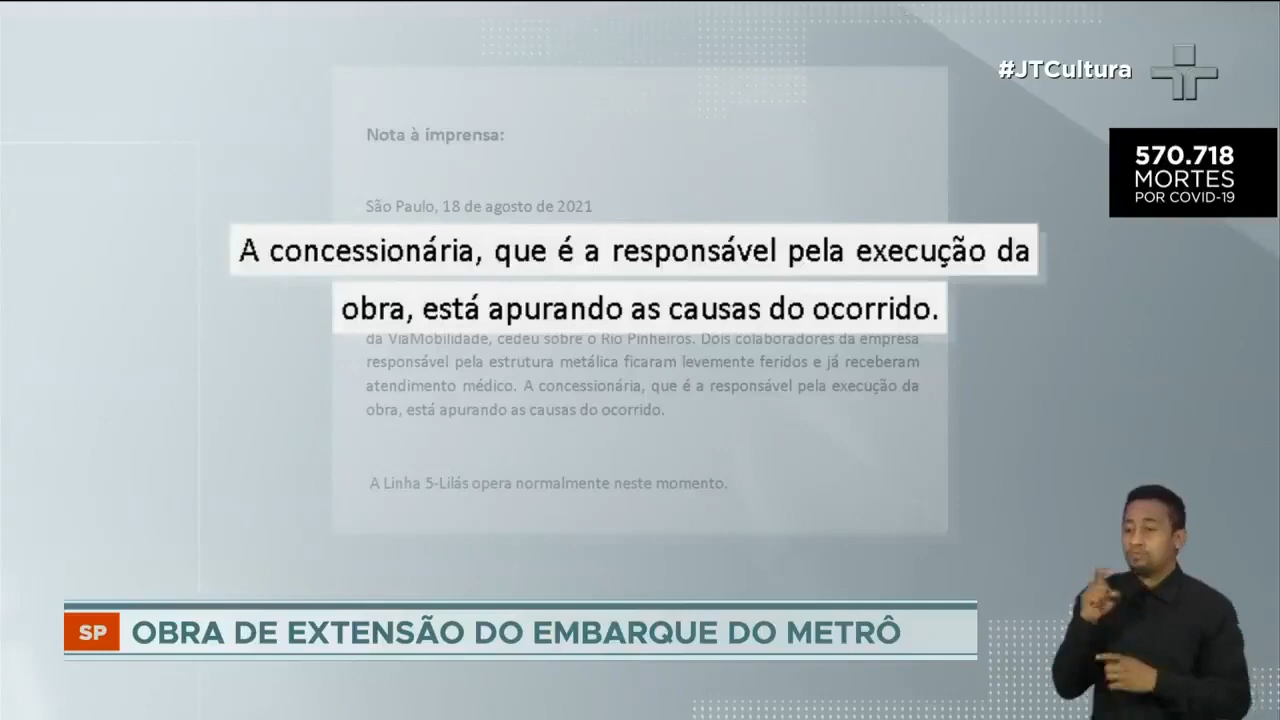 #JTCultura
570.718
MORTES
POR COVID-19
Nota à imprensa:
São Paulo, 18 de agosto de 2021
A concessionária, que é a responsável pela execução da
obra, está apurando as causas do ocorrido.
da ViaMobilidade, cedeu sobre o Rio Pinheiros. Dois colaboradores da empresa
responsável pela estrutura metálica ficaram levemente feridos e já receberam
atendimento médico. A concessionária, que é a responsável pela execução da
obra, está apurando as causas do ocorrido.
A Linha 5-Lilás opera normalmente neste momento.
SP OBRA DE EXTENSÃO DO EMBARQUE DO METRÔ